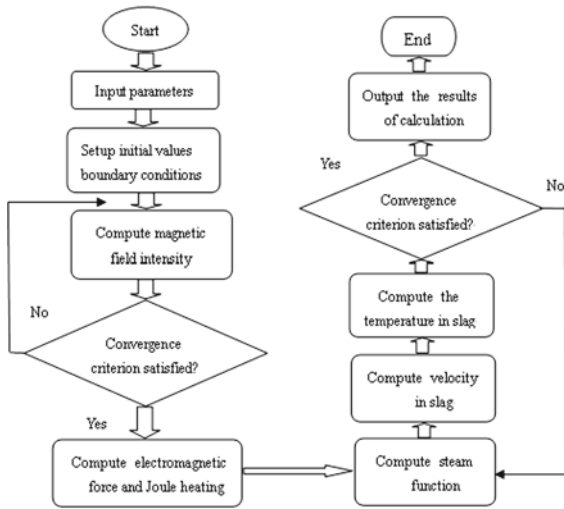 Start
Input parameters
Setup initial values
boundary conditions
Compute magnetic
field intensity
No
Convergence
criterion satisfied?
Yes
Compute electromagnetic
force and Joule heating
End
Output the results
of calculation
Yes
No
Convergence
criterion satisfied?
Compute the
temperature in slag
Compute velocity
in slag
Compute steam
function